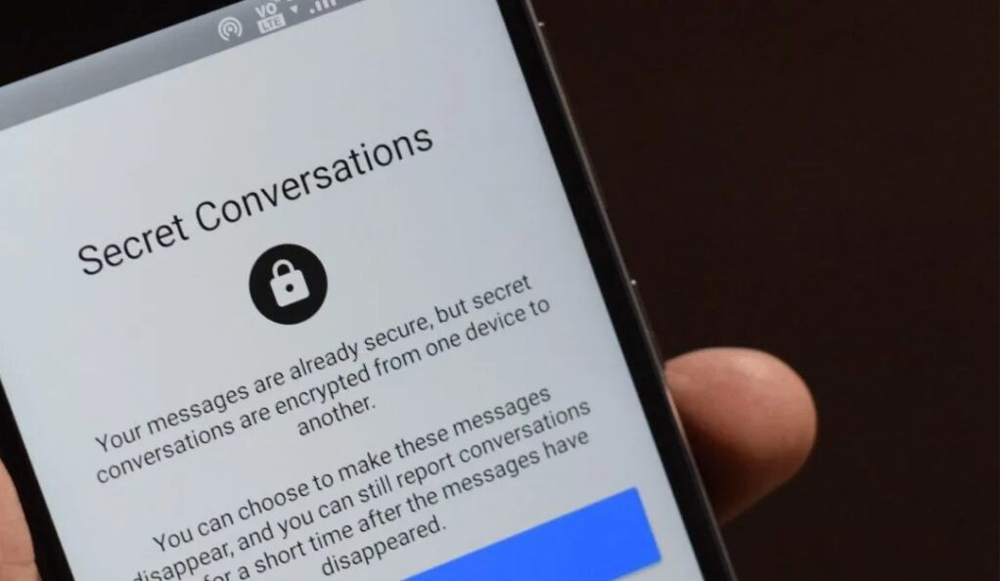 VO
LTE
Secret Conversations
Your messages are already secure, but secret
conversations are encrypted from one device to
another.
You can choose to make these messages
disappear, and you can still report conversations
for a short time after the messages have
disappeared.